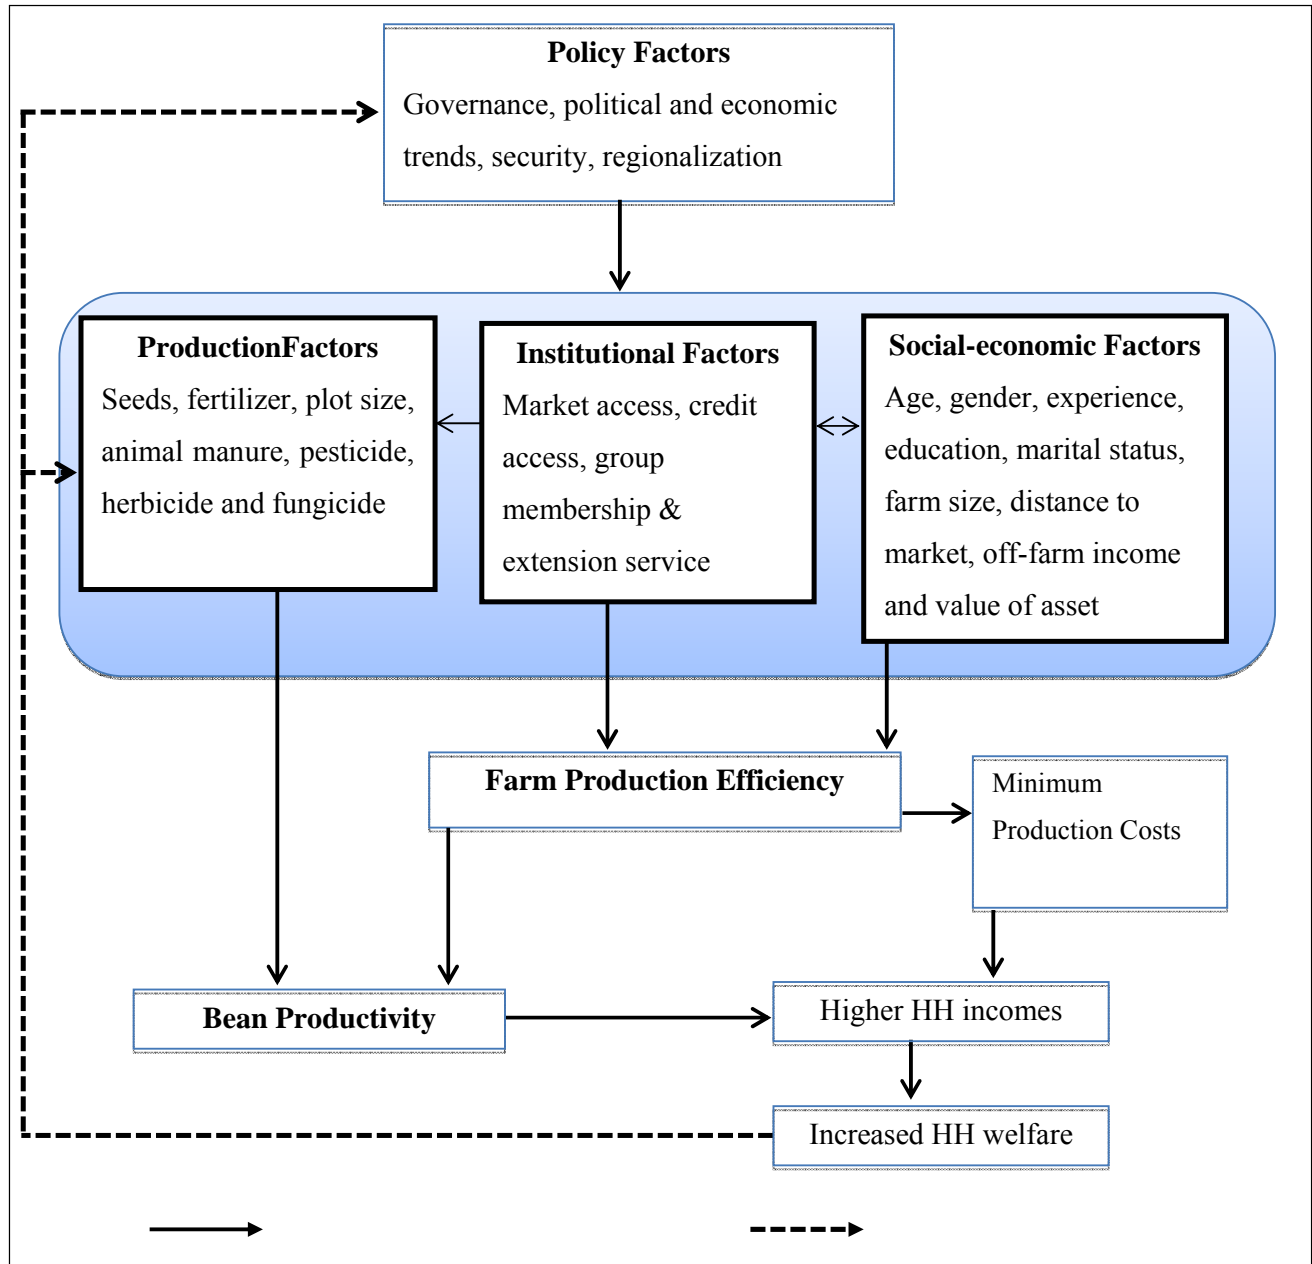 Policy Factors
Governance, political and economic
trends, security, regionalization
ProductionFactors
Seeds, fertilizer, plot size,
animal manure, pesticide,
herbicide and fungicide
Institutional Factors
Market access, credit
access, group
membership &
extension service
Social-economic Factors
Age, gender, experience,
education, marital status,
farm size, distance to
market, off-farm income
and value of asset
Farm Production Efficiency
Minimum
Production Costs
Bean Productivity
Higher HH incomes
Increased HH welfare